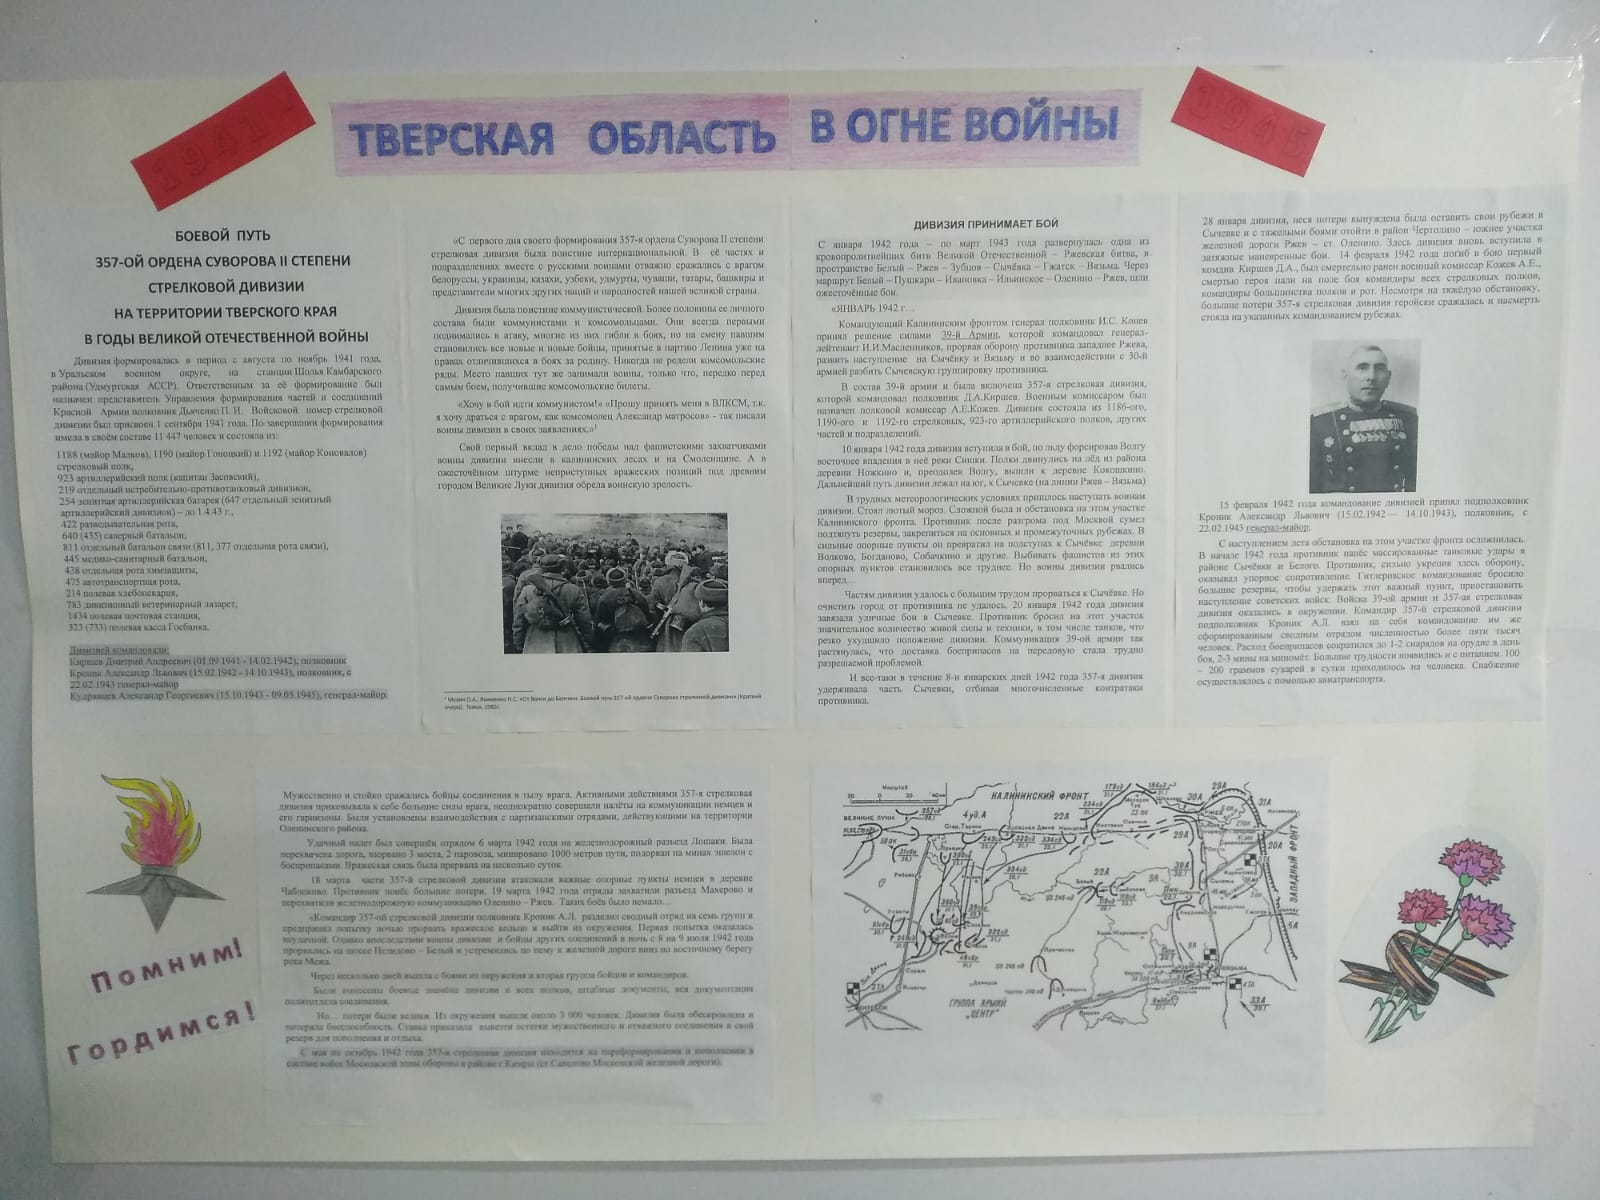 1941
ТВЕРСКАЯ ОБЛАСТЬ В ОГНЕ ВОЙНЫ
1945
БОЕВОЙ ПУТЬ
357-ОЙ ОРДЕНА СУВОРОВА II СТЕПЕНИ
СТРЕЛКОВОЙ ДИВИЗИИ
НА ТЕРРИТОРИИ ТВЕРСКОГО КРАЯ
В ГОДЫ ВЕЛИКОЙ ОТЕЧЕСТВЕННОЙ ВОЙНЫ
Дивизия формировалась в период с августа по ноябрь 1941 года,
в Уральском военном округе, на станции Шолья Камбарского
района (Удмуртская АССР). Ответственным за её формирование был
назначен представитель Управления формирования частей и соединений
Красной Армии полковник Дьяченко П. И. Войсковой номер стрелковой
дивизии был присвоен 1 сентября 1941 года. По завершении формирования
имела в своём составе 11 447 человек и состояла из:
1188 (майор Малков), 1190 (майор Гоноцкий) и 1192 (майор Коновалов)
стрелковый полк,
923 артиллерийский полк (капитан Засовский),
219 отдельный истребительно-противотанковый дивизион,
254 зенитная артиллерийская батарея (647 отдельный зенитный
артиллерийский дивизион) – до 1.4.43 г.,
422 разведывательная рота,
640 (435) саперный батальон,
811 отдельный батальон связи (811, 377 отдельная рота связи),
445 медико-санитарный батальон,
438 отдельная рота химзащиты,
475 автотранспортная рота,
214 полевая хлебопекарня,
783 дивизионный ветеринарный лазарет,
1434 полевая почтовая станция,
323 (733) полевая касса Госбанка.
Дивизией командовали:
Киршев Дмитрий Андреевич (01.09.1941 - 14.02.1942), полковник
Кроник Александр Львович (15.02.1942 - 14.10.1943), полковник, с
22.02.1943 генерал-майор
Кудрявцев Александр Георгиевич (15.10.1943 - 09.05.1945), генерал-майор.
«С первого дня своего формирования 357-я ордена Суворова II степени
стрелковая дивизия была поистине интернациональной. В её частях и
подразделениях вместе с русскими воинами отважно сражались с врагом
белоруссы, украинцы, казахи, узбеки, удмурты, чуваши, татары, башкиры и
представители многих других наций и народностей нашей великой страны.
Дивизия была поистине коммунистической. Более половины ее личного
состава были коммунистами и комсомольцами. Они всегда первыми
поднимались в атаку, многие из них гибли в боях, но на смену павшим
становились все новые и новые бойцы, принятые в партию Ленина уже на
правах отличившихся в боях за родину. Никогда не редели комсомольские
ряды. Место павших тут же занимали воины, только что, нередко перед
самым боем, получившие комсомольские билеты.
«Хочу в бой идти коммунистом!» «Прошу принять меня в ВЛКСМ, т.к.
я хочу драться с врагом, как комсомолец Александр матросов» - так писали
воины дивизии в своих заявлениях.»¹
Свой первый вклад в дело победы над фашистскими захватчиками
воины дивизии внесли в калининских лесах и на Смоленщине. А в
ожесточённом штурме неприступных вражеских позиций под древним
городом Великие Луки дивизия обрела воинскую зрелость.
«От Волги до Балтики. Боевой путь 357-ой ордена Суворова стрелковой дивизии» (Краткий
очерк). Томск, 1985г.
ДИВИЗИЯ ПРИНИМАЕТ БОЙ
С января 1942 года – по март 1943 года развернулась одна из
кровопролитнейших битв Великой Отечественной – Ржевская битва, в
пространстве Белый – Ржев – Зубцов – Сычёвка – Гжатск – Вязьма. Через
маршрут Белый – Пушкари – Ивановка – Ильинское – Оленино – Ржев, шли
ожесточённые бои.
«ЯНВАРЬ 1942 г…
Командующий Калининским фронтом генерал полковник И.С. Конев
принял решение силами 39-й Армии, которой командовал генерал-
лейтенант И.И.Масленников, прорвав оборону противника западнее Ржева,
развить наступление на Сычёвку и Вязьму и во взаимодействии с 30-й
армией разбить Сычевскую группировку противника.
В состав 39-й армии и была включена 357-я стрелковая дивизия,
которой командовал полковник Д.А.Киршев. Военным комиссаром был
назначен полковой комиссар А.Е.Кожев. Дивизия состояла из 1186-ого,
1190-ого и 1192-го стрелковых, 923-го артиллерийского полков, других
частей и подразделений.
10 января 1942 года дивизия вступила в бой, по льду форсировав Волгу
восточнее впадения в неё реки Сишки. Полки двинулись на лёд из района
деревни Ножкино и, преодолев Волгу, вышли к деревне Кокошкино.
Дальнейший путь дивизии лежал на юг, к Сычёвке (на линии Ржев – Вязьма)
В трудных метеорологических условиях пришлось наступать воинам
дивизии. Стоял лютый мороз. Сложной была и обстановка на этом участке
Калининского фронта. Противник после разгрома под Москвой сумел
подтянуть резервы, закрепиться на основных и промежуточных рубежах. В
сильные опорные пункты он превратил на подступах к Сычёвке деревни
Волково, Богданово, Собачкино и другие. Выбивать фашистов из этих
опорных пунктов становилось все труднее. Но воины дивизии рвались
вперед…
Частям дивизии удалось с большим трудом прорваться к Сычёвке. Но
очистить город от противника не удалось. 20 января 1942 года дивизия
завязала уличные бои в Сычевке. Противник бросил на этот участок
значительное количество живой силы и техники, в том числе танков, что
резко ухудшило положение дивизии. Коммуникация 39-ой армии так
растянулась, что доставка боеприпасов на передовую стала трудно
разрешаемой проблемой.
И все-таки в течение 8-и январских дней 1942 года 357-я дивизия
удерживала часть Сычевки, отбивая многочисленные контратаки
противника.
28 января дивизия, неся потери вынуждена была оставить свои рубежи в
Сычевке и с тяжелыми боями отойти в район Чертолино – южнее участка
железной дороги Ржев – ст. Оленино. Здесь дивизия вновь вступила в
затяжные маневренные бои. 14 февраля 1942 года погиб в бою первый
комдив Киршев Д.А., был смертельно ранен военный комиссар Кожев А.Е.,
смертью героя пали на поле боя командиры всех стрелковых полков,
командиры большинства полков и рот. Несмотря на тяжёлую обстановку,
большие потери 357-я стрелковая дивизия геройски сражалась и насмерть
стояла на указанных командованием рубежах.
15 февраля 1942 года командование дивизией принял подполковник
Кроник Александр Львович (15.02.1942 — 14.10.1943), полковник, с
22.02.1943 генерал-майор.
С наступлением лета обстановка на этом участке фронта осложнилась.
В начале 1942 года противник нанёс массированные танковые удары в
районе Сычёвки и Белого. Противник, сильно укрепив здесь оборону,
оказывал упорное сопротивление. Гитлеровское командование бросило
большие резервы, чтобы удержать этот важный пункт, приостановить
наступление советских войск. Войска 39-ой армии и 357-ая стрелковая
дивизия оказались в окружении. Командир 357-й стрелковой дивизии
подполковник Кроник А.Л. взял на себя командование им же
сформированным сводным отрядом численностью более пяти тысяч
человек. Расход боеприпасов сократился до 1-2 снарядов на орудие в день
боя, 2-3 мины на миномёт. Большие трудности появились и с питанием. 100
– 200 граммов сухарей в сутки приходилось на человека. Снабжение
осуществлялось с помощью авиатранспорта.
Мужественно и стойко сражались бойцы соединения в тылу врага. Активными действиями 357-я стрелковая
дивизия приковывала к себе большие силы врага, неоднократно совершали налёты на коммуникации немцев и
его гарнизоны. Были установлены взаимодействия с партизанскими отрядами, действующими на территории
Оленинского района.
Удачный налет был совершён отрядом 6 марта 1942 года на железнодорожный разъезд Лошаки. Была
перехвачена дорога, взорвано 3 моста, 2 паровоза, минировано 1000 метров пути, подорван на минах эшелон с
боеприпасами. Вражеская связь была прервана на несколько суток.
18 марта части 357-й стрелковой дивизии атаковали важные опорные пункты немцев в деревне
Чаблоково. Противник понёс большие потери. 19 марта 1942 года отряды захватили разъезд Махерово и
перехватили железнодорожную коммуникацию Оленино – Ржев. Таких боёв было немало…
«Командир 357-ой стрелковой дивизии полковник Кроник А.Л. разделил сводный отряд на семь групп и
предпринял попытку ночью прорвать вражеское кольцо и выйти из окружения. Первая попытка оказалась
неудачной. Однако впоследствии воины дивизии и бойцы других соединений в ночь с 8 на 9 июля 1942 года
прорвались на шоссе Нелидово – Белый и устремились по нему к железной дороге вниз по восточному берегу
реки Межа.
Через несколько дней вышла с боями из окружения и вторая группа бойцов и командиров.
Были вынесены боевые знамёна дивизии и всех полков, штабные документы, вся документация
политотдела соединения.
Но… потери были велики. Из окружения вышли около 3 000 человек. Дивизия была обескровлена и
потеряла боеспособность. Ставка приказала вывести остатки мужественного и отважного соединения в свой
резерв для пополнения и отдыха.
С мая по октябрь 1942 года 357-я стрелковая дивизия находится на переформировании и пополнении в
составе войск Московской зоны обороны в районе г.Кимры (ст.Савелово Московской железной дороги).
Помним!
Гордимся!
Масштаб
КАЛИНИНСКИЙ ФРОНТ
ВЕЛИКИЕ ЛУКИ
4 уд.А
22А
29А
30А
31А
29А
20А
39А
22А
ЗАПАДНЫЙ ФРОНТ
5А
ВЯЗЬМА
33А
ГРУППА АРМИЙ
"ЦЕНТР"